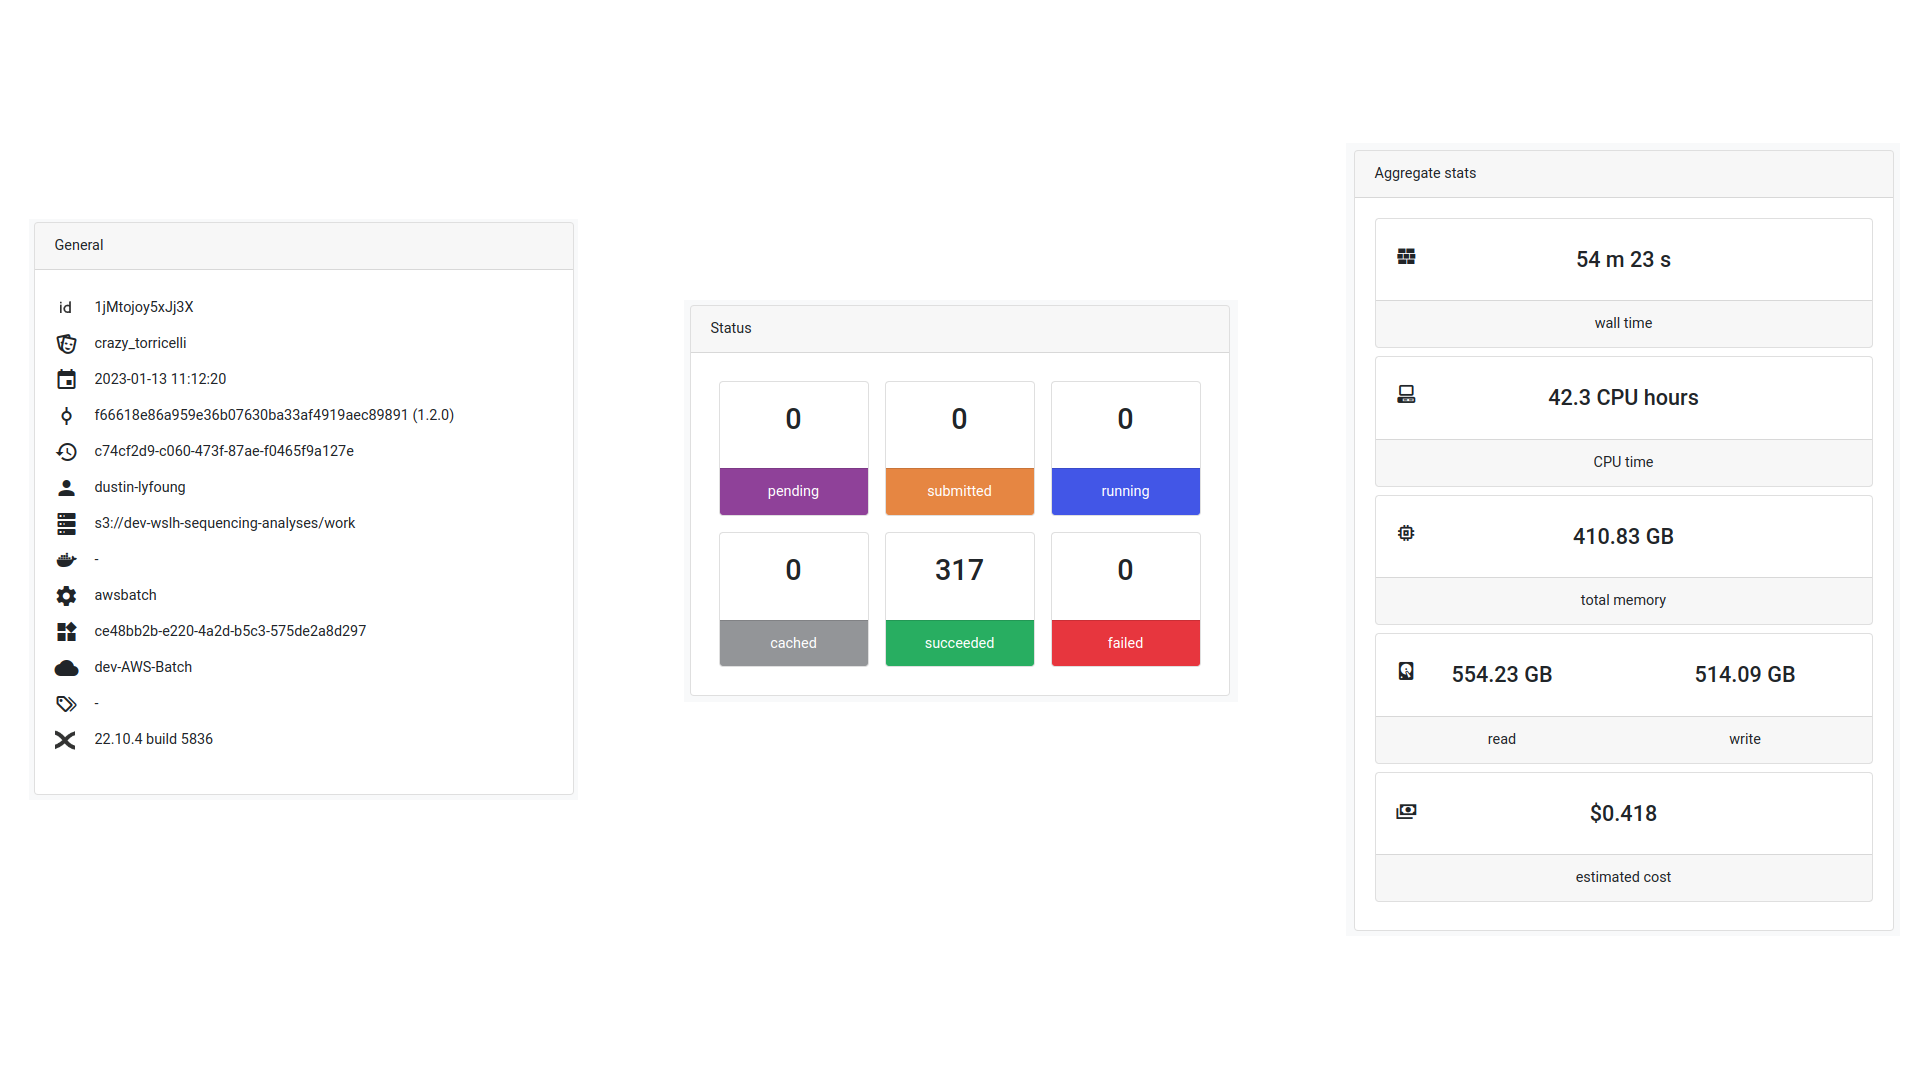 General
id 1jMtojoy5xJj3X
crazy_torricelli
2023-01-13 11:12:20
f66618e86a959e36b07630ba33af4919aec89891 (1.2.0)
c74cf2d9-c060-473f-87ae-f0465f9a127e
dustin-lyfoung
s3://dev-wslh-sequencing-analyses/work
-
awsbatch
ce48bb2b-e220-4a2d-b5c3-575de2a8d297
dev-AWS-Batch
-
22.10.4 build 5836
Status
0 0 0
pending submitted running
0 317 0
cached succeeded failed
Aggregate stats
54 m 23 s
wall time
42.3 CPU hours
CPU time
410.83 GB
total memory
554.23 GB 514.09 GB
read write
$0.418
estimated cost